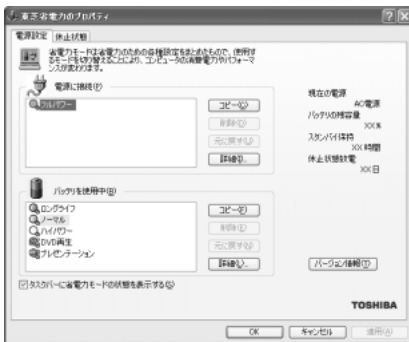 東芝省電力のプロパティ
電源設定 休止状態
省電力モードは省電力のための各種設定をまとめたもので、使用す
るモードを切り替えることにより、コンピュータの消費電力やパフォーマ
ンスが変わります。
電源に接続(P)
フルパワー
コピー(C)
削除(D)
元に戻す(S)
詳細(I)...
現在の電源
AC電源
バッテリの残容量
XX %
スタンバイ保持
XX 時間
休止状態放電
XX 日
バッテリを使用中(B)
ロングライフ
ノーマル
ハイパワー
DVD再生
プレゼンテーション
コピー(Y)
削除(E)
詳細(L)...
バージョン情報(T)
タスクバーに省電力モードの状態を表示する(S)
TOSHIBA
OK キャンセル 適用(A)